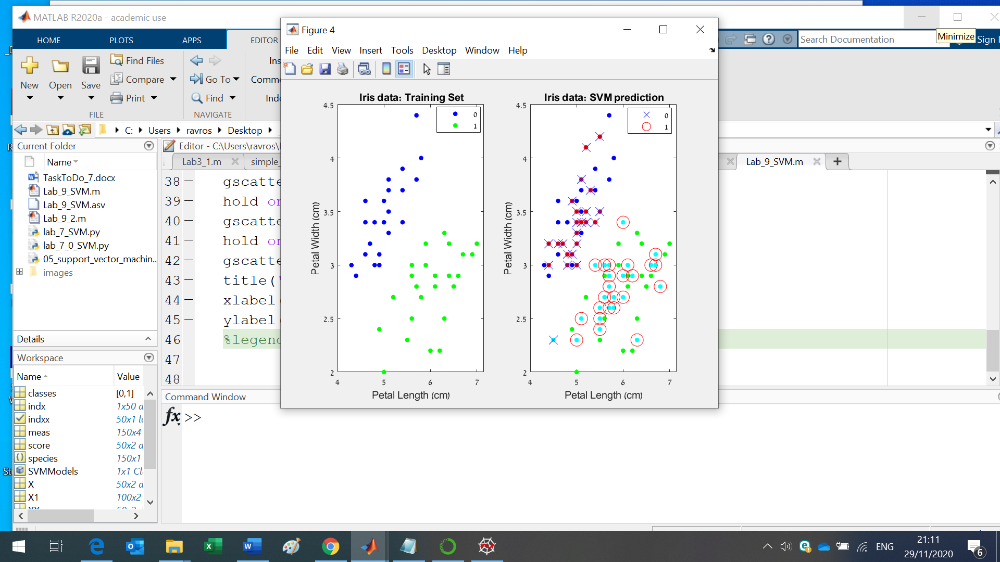 MATLAB R2020a - academic use
HOME PLOTS APPS EDITOR
Search Documentation
Minimize
Sign I
New
Open
Save
Find Files
Compare
Print
FILE
Go To
Find
NAVIGATE
Ins
Comme
Inde
C: Users ravros Desktop
Current Folder
Name
TaskToDo_7.docx
Lab_9_SVM.m
Lab_9_SVM.asv
Lab_9_2.m
lab_7_SVM.py
lab_7_0_SVM.py
05_support_vector_machin...
images
Details
Workspace
Name Value
classes [0,1]
indx 1x50 d
indxx 50x1 lo
meas 150x4
score 50x2 d
species 150x1
SVMModels 1x1 Cl
X 50x2 d
X1 100x2
Editor - C:\Users\ravros\
Lab3_1.m
simple_
Lab_9_SVM.m
38 gscatte
39 hold on
40 gscatte
41 hold on
42 gscatte
43 title('
44 xlabel(
45 ylabel(
46 %legend
47
48
Command Window
fx >>
Figure 4
File Edit View Insert Tools Desktop Window Help
Iris data: Training Set
4.5
4
3.5
3
2.5
2
4 5 6 7
Petal Width (cm)
Petal Length (cm)
0
1
Iris data: SVM prediction
4.5
4
3.5
3
2.5
2
4 5 6 7
Petal Width (cm)
Petal Length (cm)
0
1
ENG
21:11
29/11/2020
6